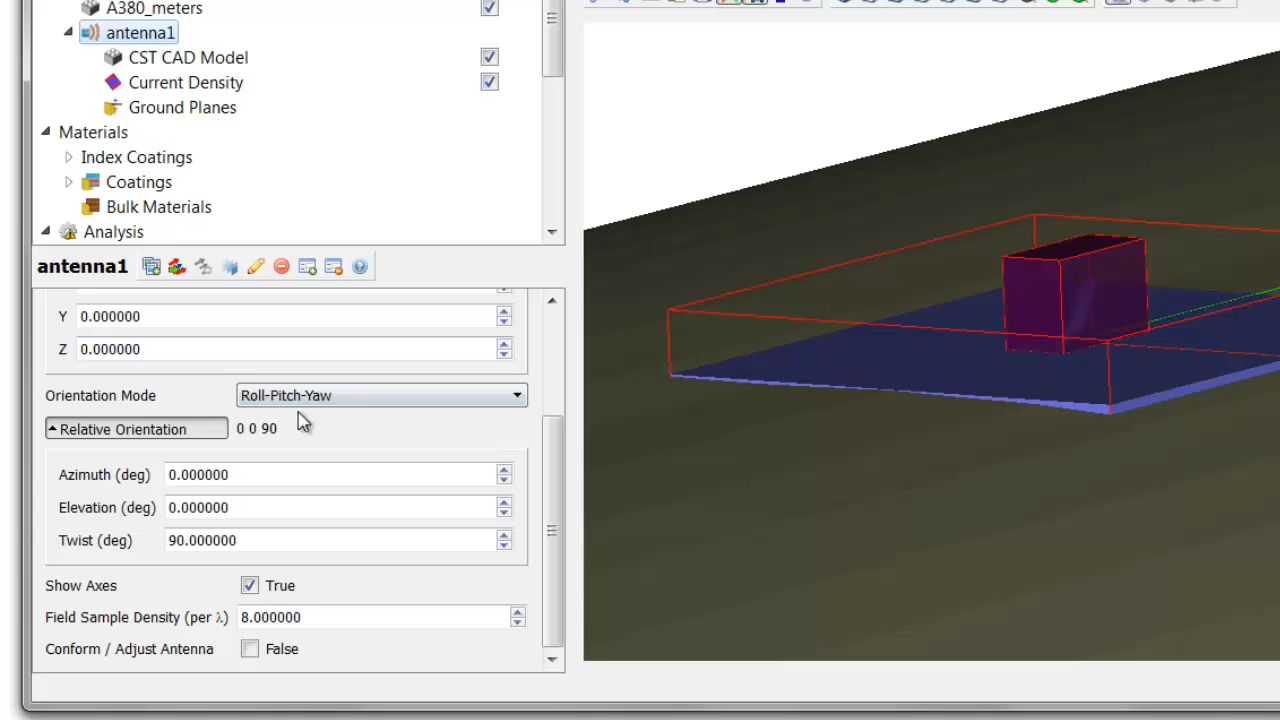 A380_meters
antenna1
CST CAD Model
Current Density
Ground Planes
Materials
Index Coatings
Coatings
Bulk Materials
Analysis
antenna1
Y 0.000000
Z 0.000000
Orientation Mode Roll-Pitch-Yaw
Relative Orientation 0 0 90
Azimuth (deg) 0.000000
Elevation (deg) 0.000000
Twist (deg) 90.000000
Show Axes True
Field Sample Density (per λ) 8.000000
Conform / Adjust Antenna False